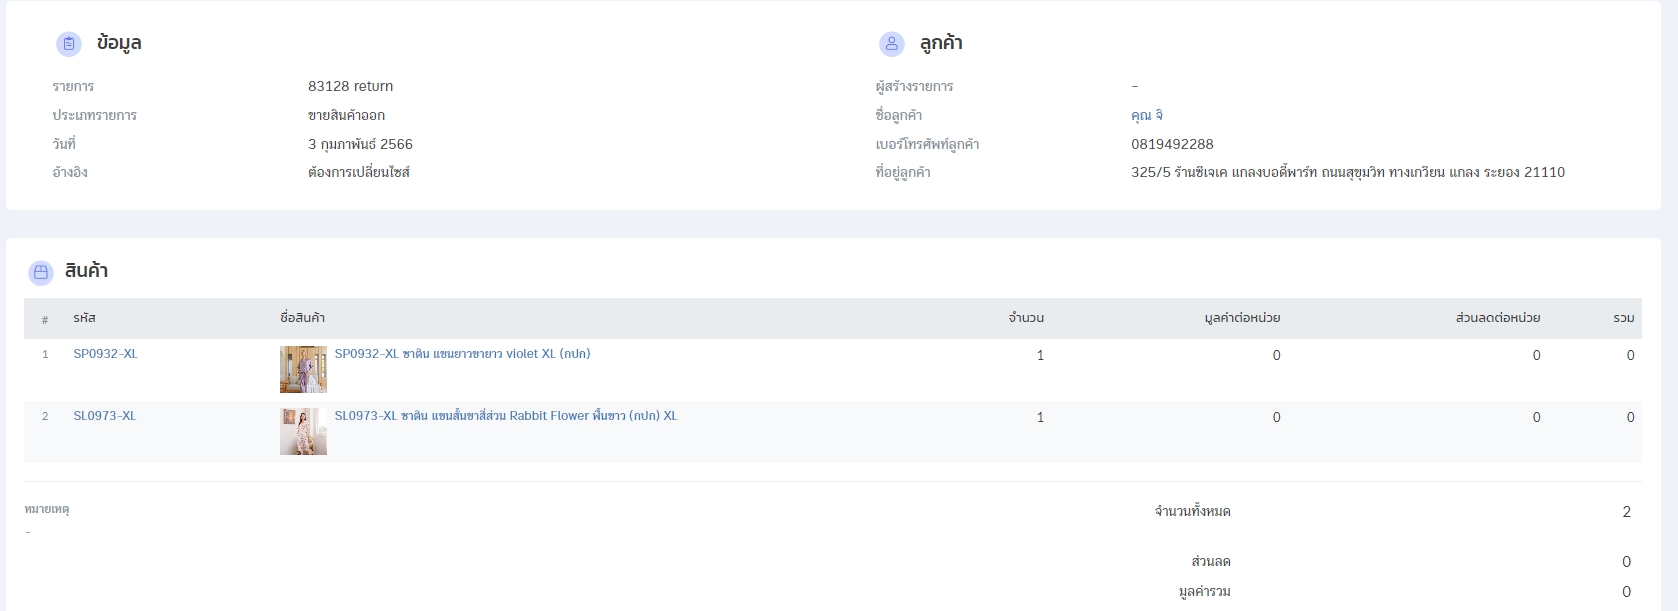 ข้อมูล
รายการ 83128 return
ประเภทรายการ ขายสินค้าออก
วันที่ 3 กุมภาพันธ์ 2566
อ้างอิง ต้องการเปลี่ยนไซส์
ลูกค้า
ผู้สร้างรายการ -
ชื่อลูกค้า คุณ จิ
เบอร์โทรศัพท์ลูกค้า 0819492288
ที่อยู่ลูกค้า 325/5 ร้านซีเจเค แกลงบอดี้พาร์ท ถนนสุขุมวิท ทางเกวียน แกลง ระยอง 21110
สินค้า
# รหัส ชื่อสินค้า จำนวน มูลค่าต่อหน่วย ส่วนลดต่อหน่วย รวม
1 SP0932-XL SP0932-XL ซาติน แขนยาวขายาว violet XL (กปก) 1 0 0 0
2 SL0973-XL SL0973-XL ซาติน แขนสั้นขาสี่ส่วน Rabbit Flower พื้นขาว (กปก) XL 1 0 0 0
หมายเหตุ
-
จำนวนทั้งหมด 2
ส่วนลด 0
มูลค่ารวม 0